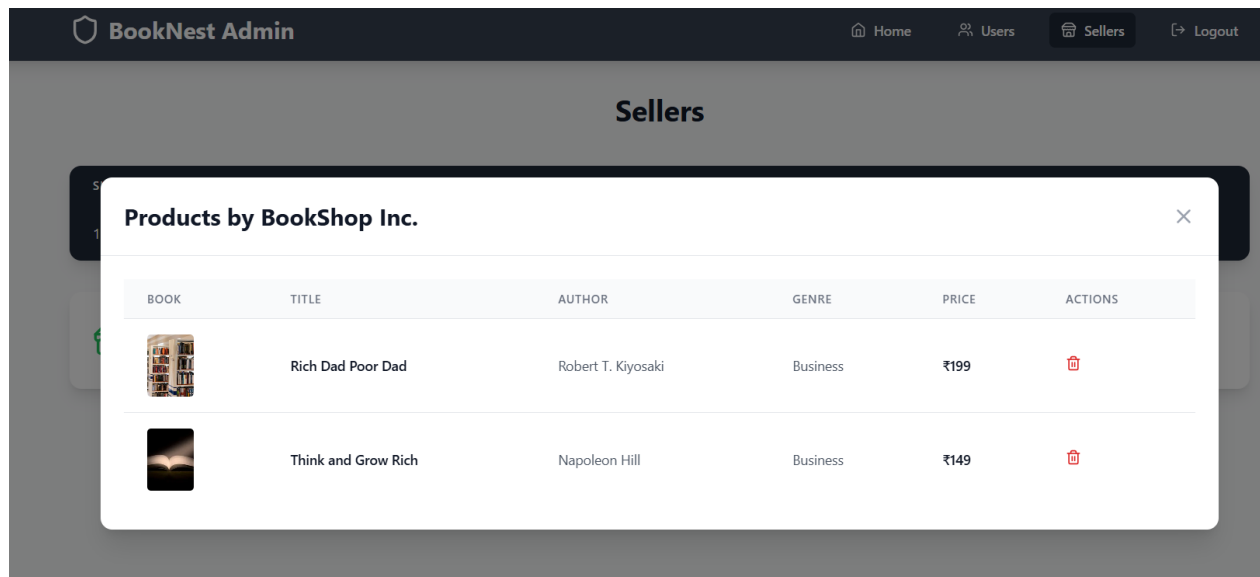 BookNest Admin
Home Users Sellers Logout
Sellers
Products by BookShop Inc.
BOOK TITLE AUTHOR GENRE PRICE ACTIONS
Rich Dad Poor Dad Robert T. Kiyosaki Business ₹199
Think and Grow Rich Napoleon Hill Business ₹149